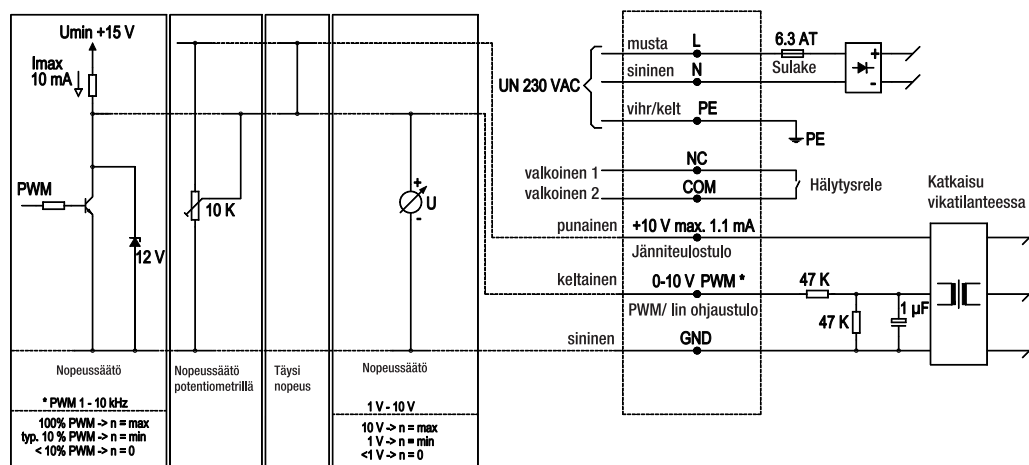 Umin +15 V
Imax
10 mA
PWM
12 V
10 K
+
U
-
Nopeussäätö
* PWM 1 - 10 kHz
100% PWM -> n = max
typ. 10 % PWM -> n = min
< 10% PWM -> n = 0
Nopeussäätö
potentiometrillä
Täysi
nopeus
Nopeussäätö
1 V - 10 V
10 V -> n = max
1 V -> n = min
<1 V -> n = 0
UN 230 VAC
musta L
6.3 AT
Sulake
sininen N
+
-
vihr/kelt PE
PE
NC
valkoinen 1
valkoinen 2 COM
Hälytysrele
Katkaisu
vikatilanteessa
punainen +10 V max. 1.1 mA
Jänniteulostulo
keltainen 0-10 V PWM *
PWM/ lin ohjaustulo
47 K
47 K
1 µF
sininen GND